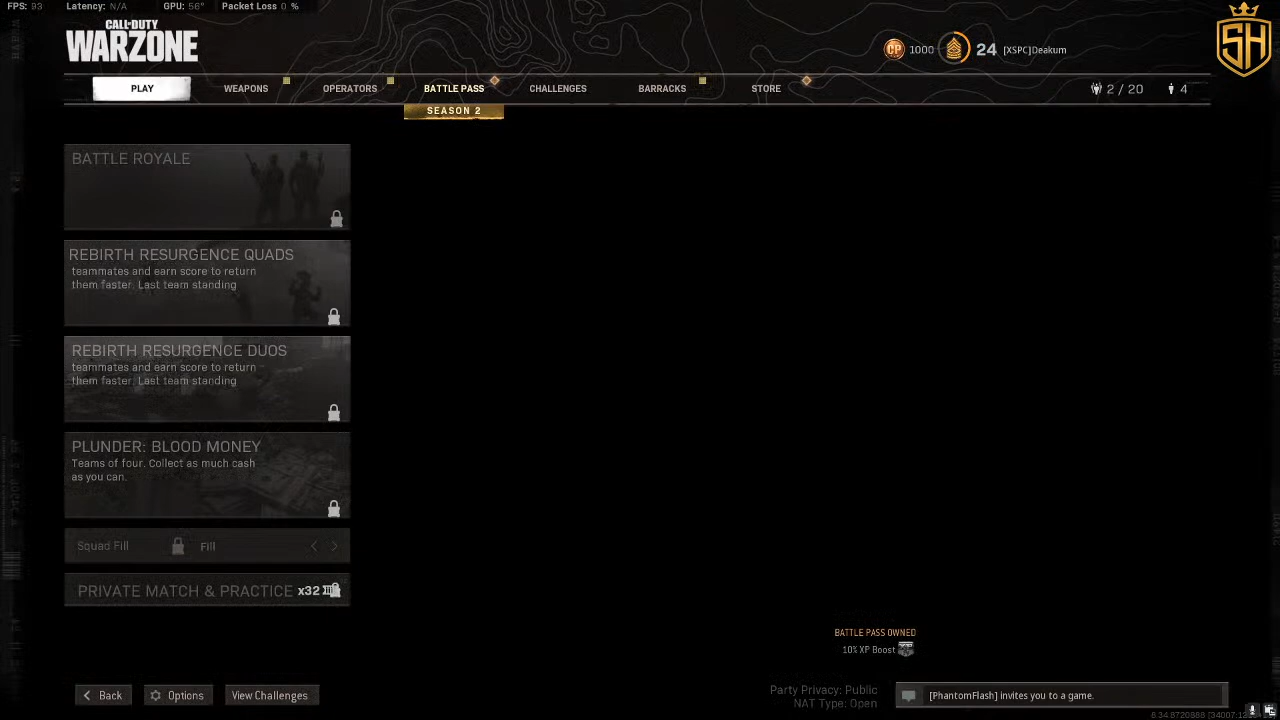 FPS: 93 Latency: N/A GPU: 56° Packet Loss 0 %
CALL OF DUTY
WARZONE
CP 1000 24 [XSPC]Deakum
SH
PLAY WEAPONS OPERATORS BATTLE PASS CHALLENGES BARRACKS STORE 2 / 20 4
SEASON 2
BATTLE ROYALE
REBIRTH RESURGENCE QUADS
teammates and earn score to return
them faster. Last team standing
REBIRTH RESURGENCE DUOS
teammates and earn score to return
them faster. Last team standing
PLUNDER: BLOOD MONEY
Teams of four. Collect as much cash
as you can.
Squad Fill Fill
PRIVATE MATCH & PRACTICE x32
BATTLE PASS OWNED
10% XP Boost
Back Options View Challenges
Party Privacy: Public
NAT Type: Open
[PhantomFlash] invites you to a game.